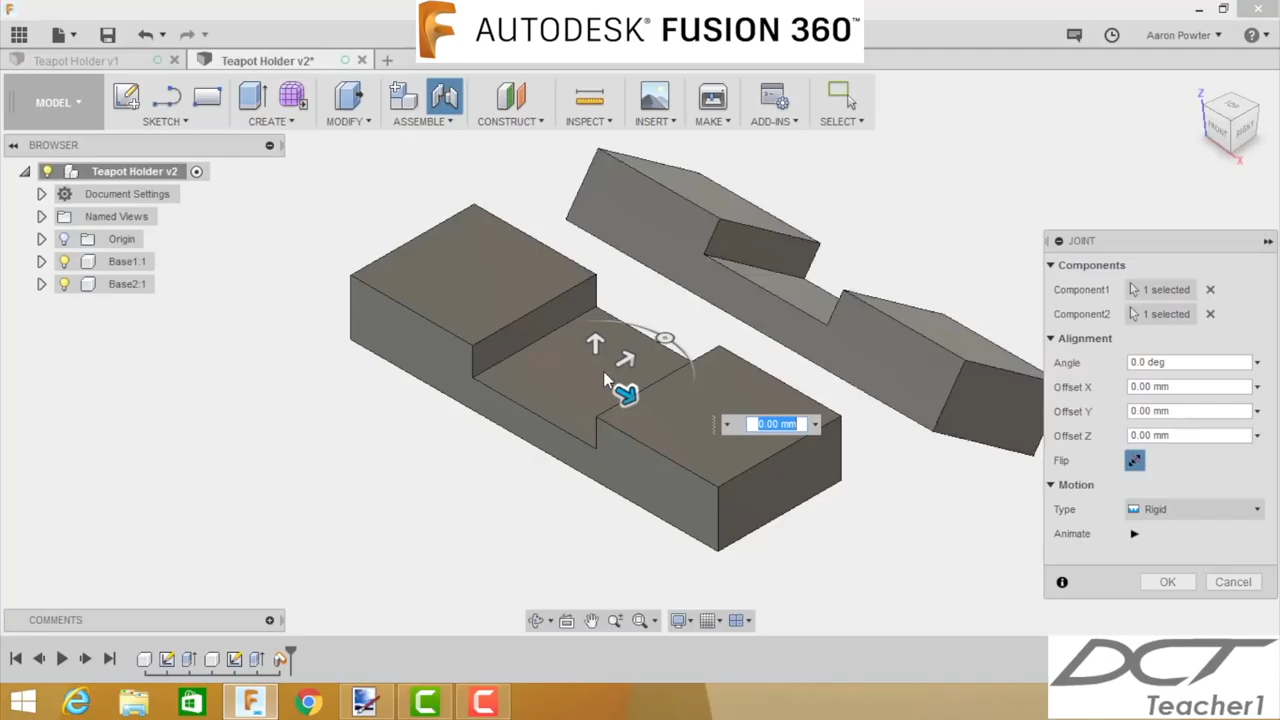 AUTODESK® FUSION 360™
Aaron Powter
Teapot Holder v1
Teapot Holder v2*
MODEL
SKETCH
CREATE
MODIFY
ASSEMBLE
CONSTRUCT
INSPECT
INSERT
MAKE
ADD-INS
SELECT
BROWSER
Teapot Holder v2
Document Settings
Named Views
Origin
Base1:1
Base2:1
TOP
FRONT
RIGHT
Z
X
0.00 mm
JOINT
Components
Component1
1 selected
Component2
1 selected
Alignment
Angle
0.0 deg
Offset X
0.00 mm
Offset Y
0.00 mm
Offset Z
0.00 mm
Flip
Motion
Type
Rigid
Animate
OK
Cancel
COMMENTS
DCT
Teacher1